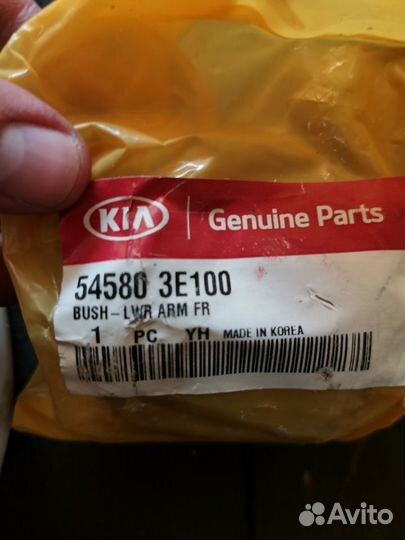 KIA Genuine Parts
54580 3E100
BUSH-LWR ARM FR
1 PC YH MADE IN KOREA
Avito